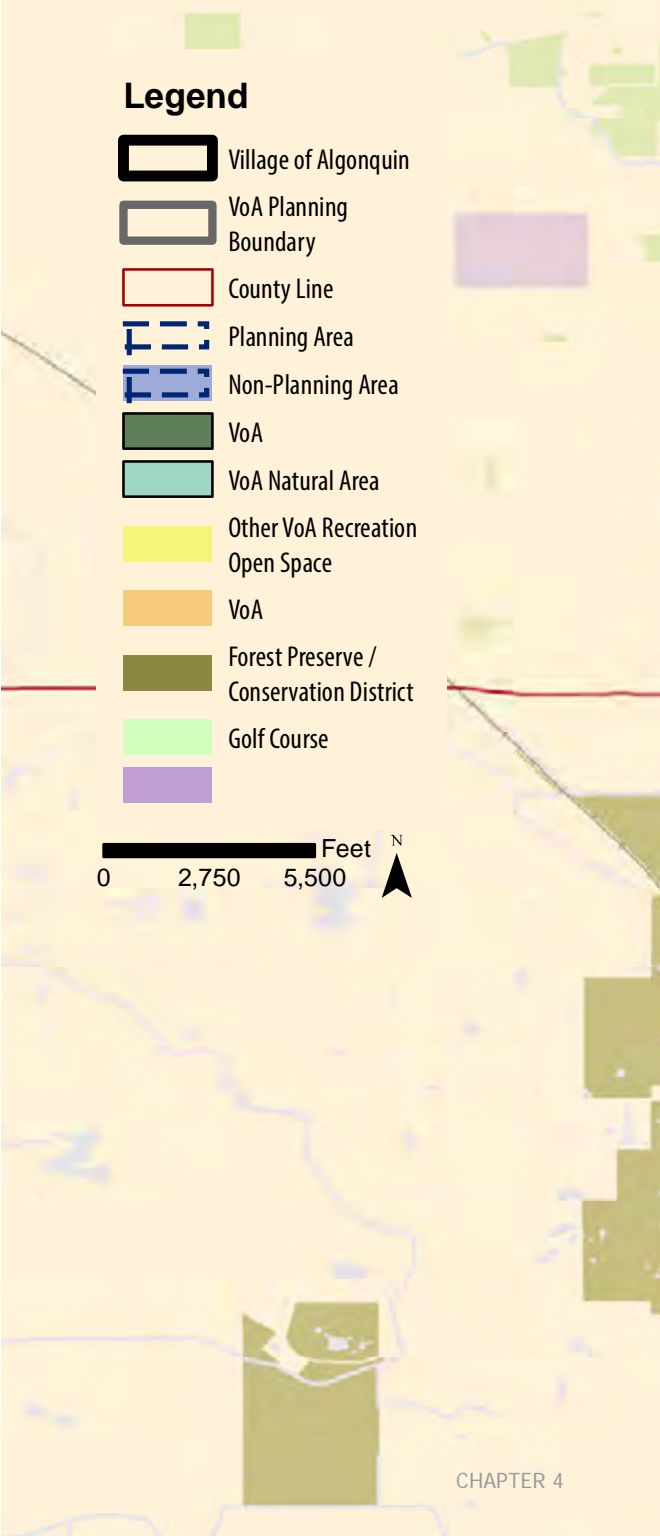 Legend
Village of Algonquin
VoA Planning
Boundary
County Line
Planning Area
Non-Planning Area
VoA
VoA Natural Area
Other VoA Recreation
Open Space
VoA
Forest Preserve /
Conservation District
Golf Course
Feet
N
0 2,750 5,500
CHAPTER 4